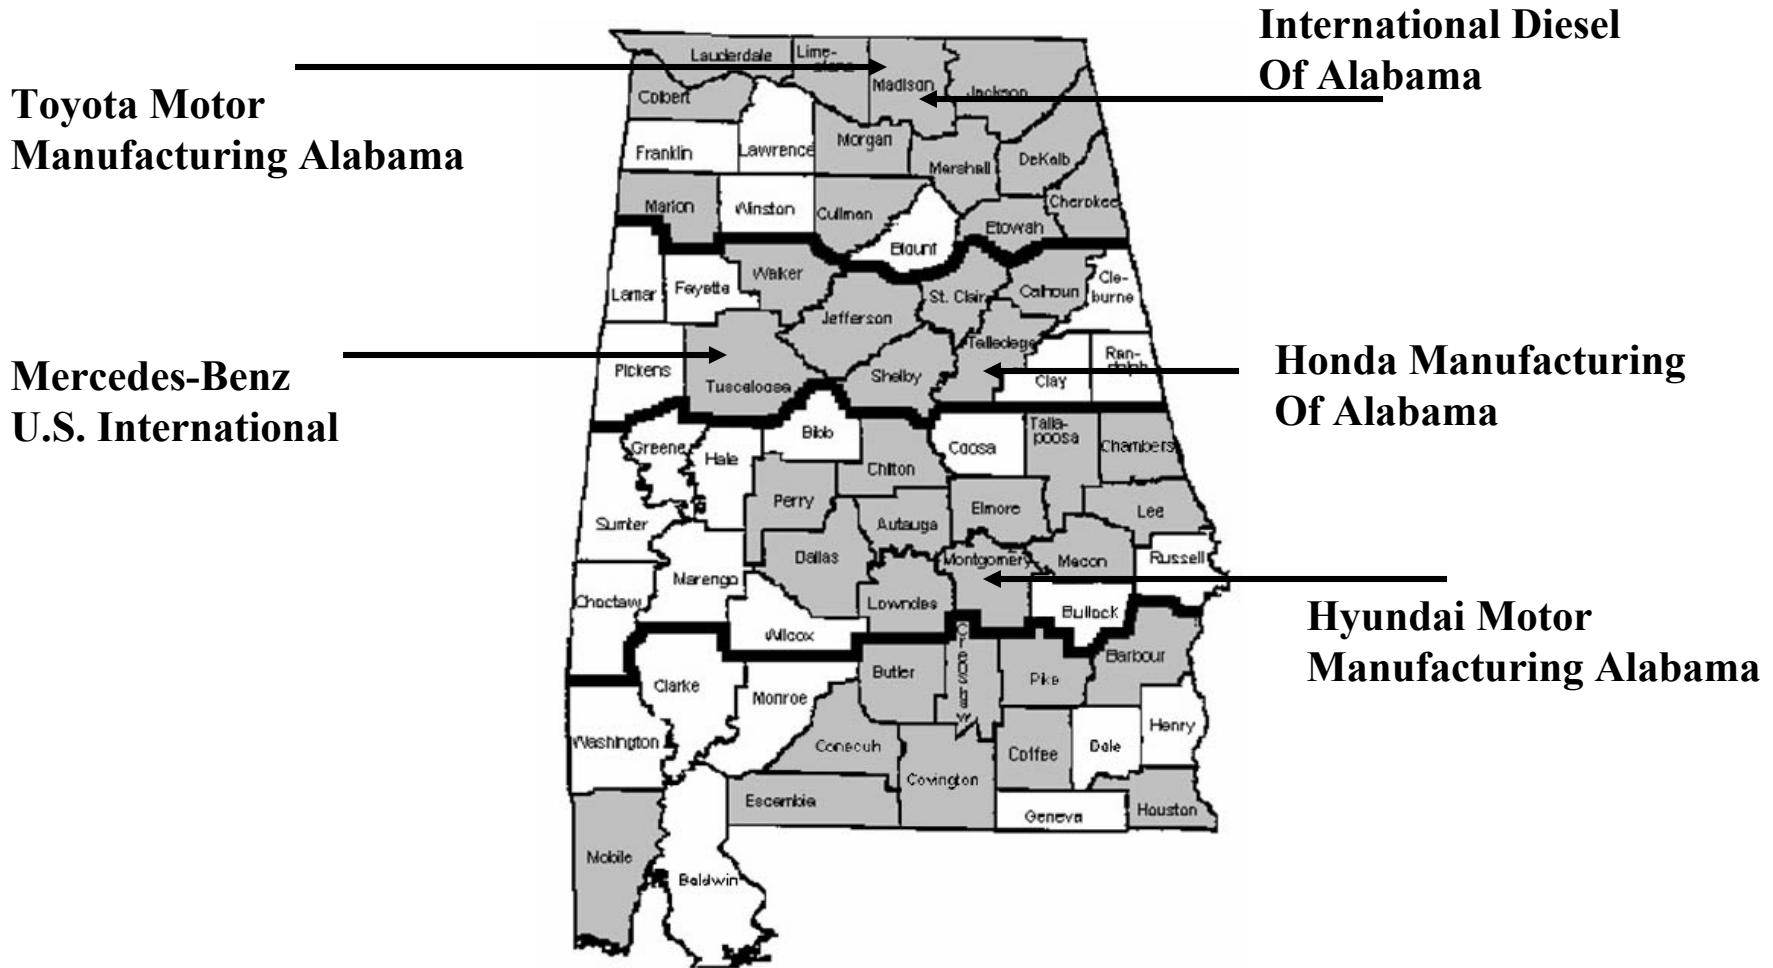 International Diesel
Of Alabama
Toyota Motor
Manufacturing Alabama
Mercedes-Benz
U.S. International
Honda Manufacturing
Of Alabama
Hyundai Motor
Manufacturing Alabama
Lauderdale
Lime-
Madison
Jackson
Colbert
Franklin
Lawrence
Morgan
Marshall
DeKalb
Cherokee
Marion
Winston
Cullman
Blount
Etowah
Lamar
Fayette
Walker
Jefferson
St. Clair
Calhoun
Cle-
burne
Pickens
Tuscaloosa
Shelby
Talladega
Clay
Ran-
dolph
Greene
Hale
Bibb
Chilton
Coosa
Talla-
poosa
Chambers
Sumter
Perry
Autauga
Elmore
Lee
Choctaw
Marengo
Dallas
Lowndes
Montgomery
Macon
Russell
Bullock
Wilcox
Clarke
Monroe
Butler
Crenshaw
Pike
Barbour
Washington
Conecuh
Covington
Coffee
Dale
Henry
Escambia
Geneva
Houston
Mobile
Baldwin